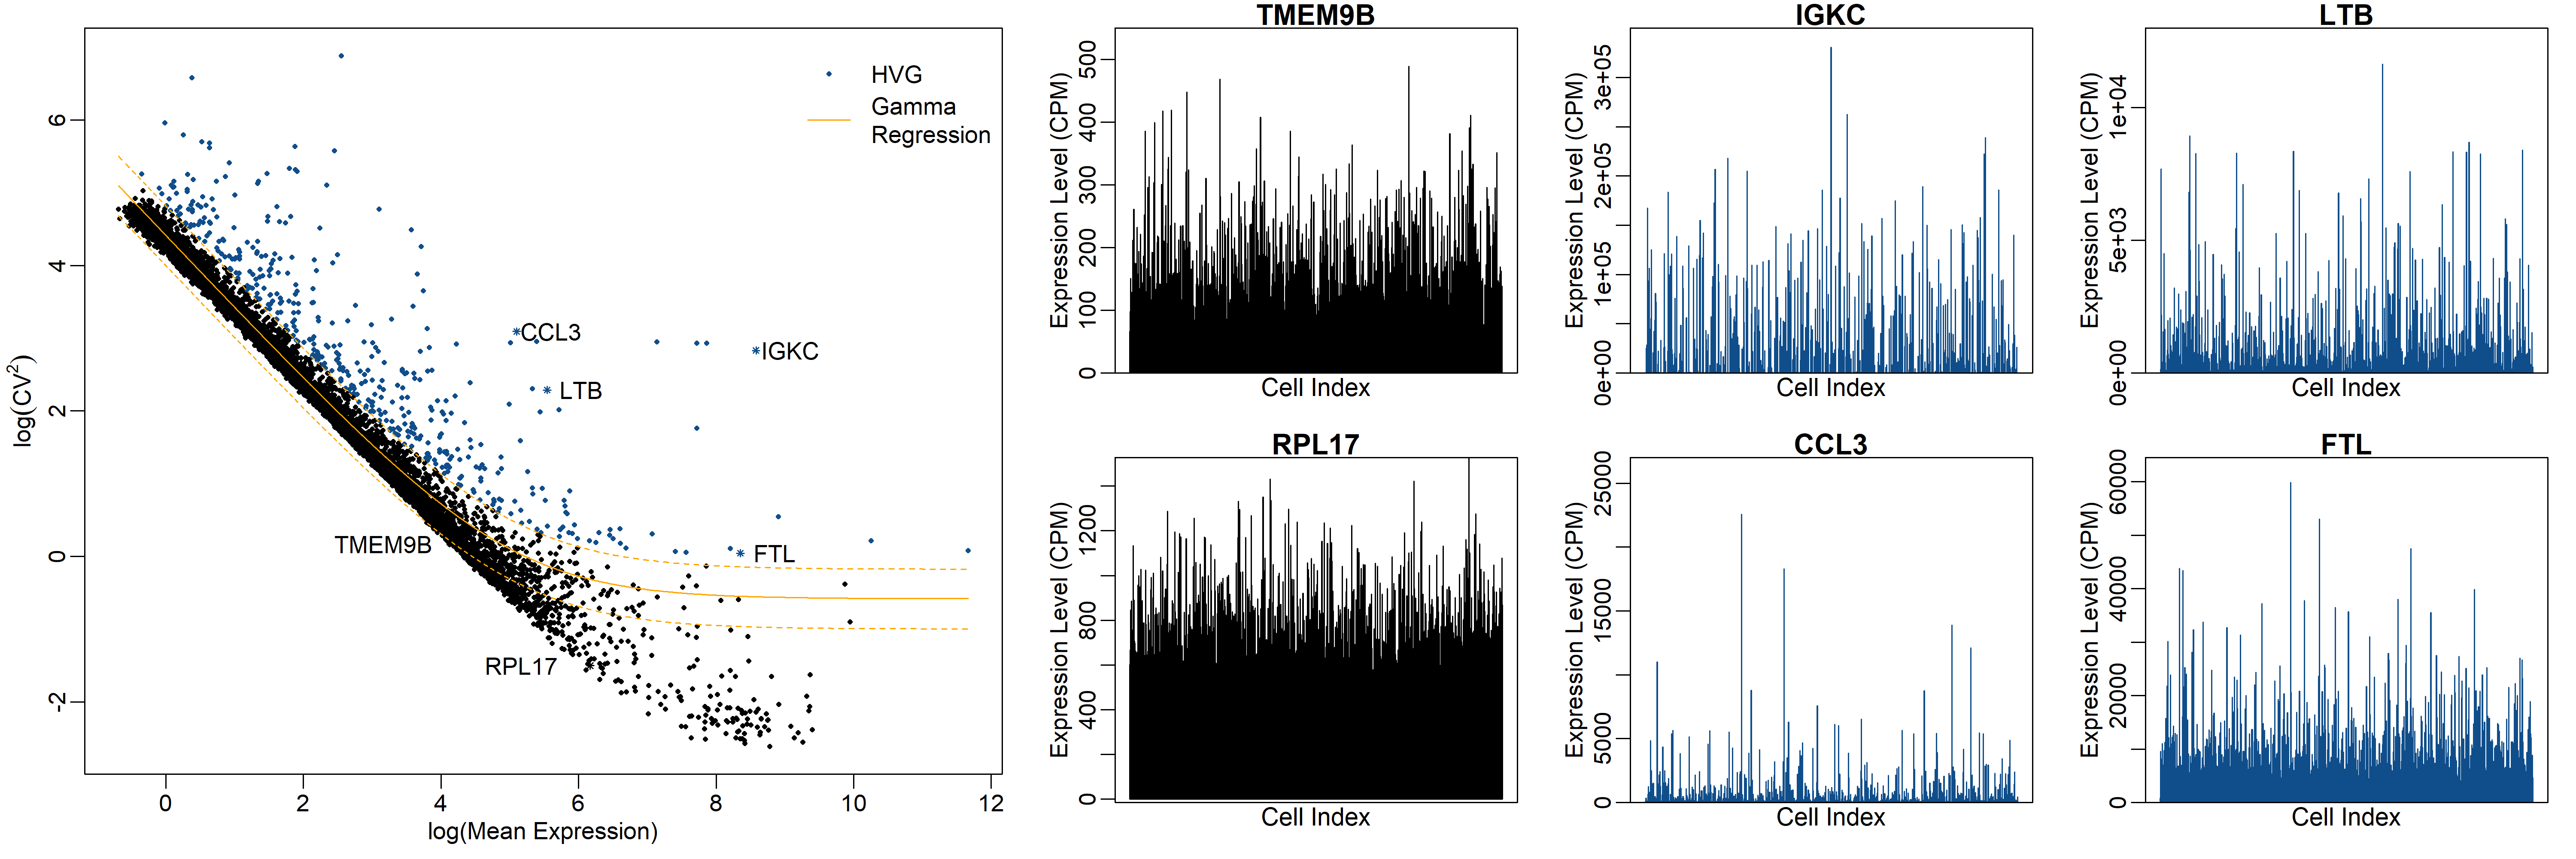 log(CV²)
6
4
2
0
-2
0
2
4
6
8
10
12
log(Mean Expression)
HVG
Gamma
Regression
CCL3
IGKC
LTB
TMEM9B
FTL
RPL17
TMEM9B
Expression Level (CPM)
0
100
200
300
400
500
Cell Index
IGKC
Expression Level (CPM)
0e+00
1e+05
2e+05
3e+05
Cell Index
LTB
Expression Level (CPM)
0e+00
5e+03
1e+04
Cell Index
RPL17
Expression Level (CPM)
0
400
800
1200
Cell Index
CCL3
Expression Level (CPM)
0
5000
15000
25000
Cell Index
FTL
Expression Level (CPM)
0
20000
40000
60000
Cell Index